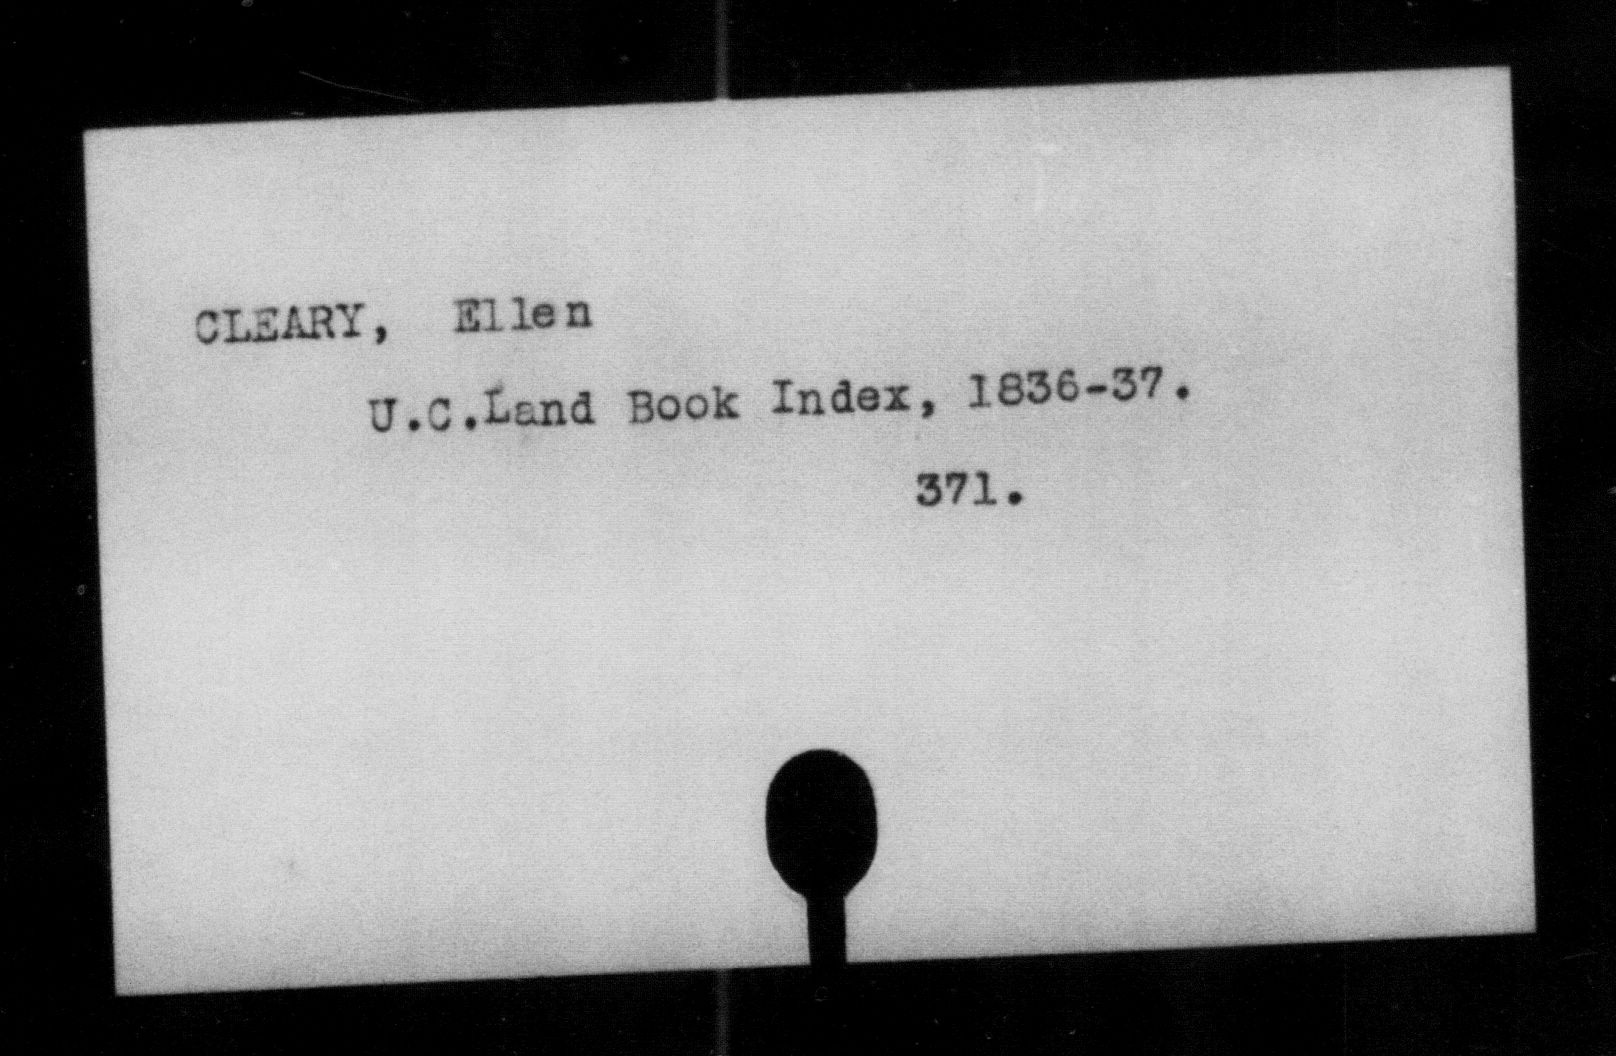 CLEARY, Ellen
U.C.Land Book Index, 1836-37.
371.